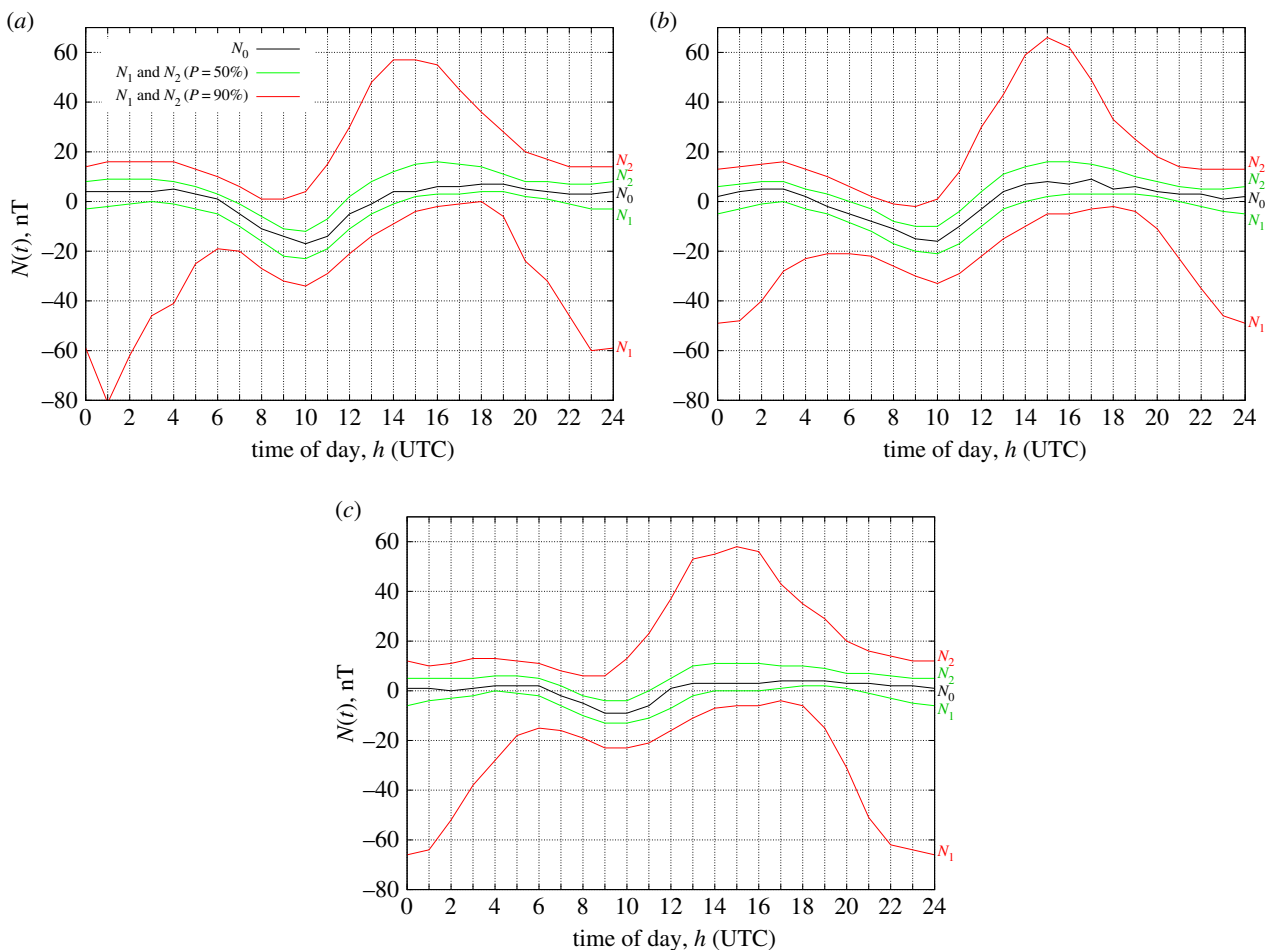 (a)
N₀
N₁ and N₂ (P = 50%)
N₁ and N₂ (P = 90%)
N(t), nT
60
40
20
0
–20
–40
–60
–80
N₂
N₂
N₀
N₁
N₁
0 2 4 6 8 10 12 14 16 18 20 22 24
time of day, h (UTC)
(b)
60
40
20
0
–20
–40
–60
–80
N₂
N₂
N₀
N₁
N₁
0 2 4 6 8 10 12 14 16 18 20 22 24
time of day, h (UTC)
(c)
N(t), nT
60
40
20
0
–20
–40
–60
–80
N₂
N₂
N₀
N₁
N₁
0 2 4 6 8 10 12 14 16 18 20 22 24
time of day, h (UTC)